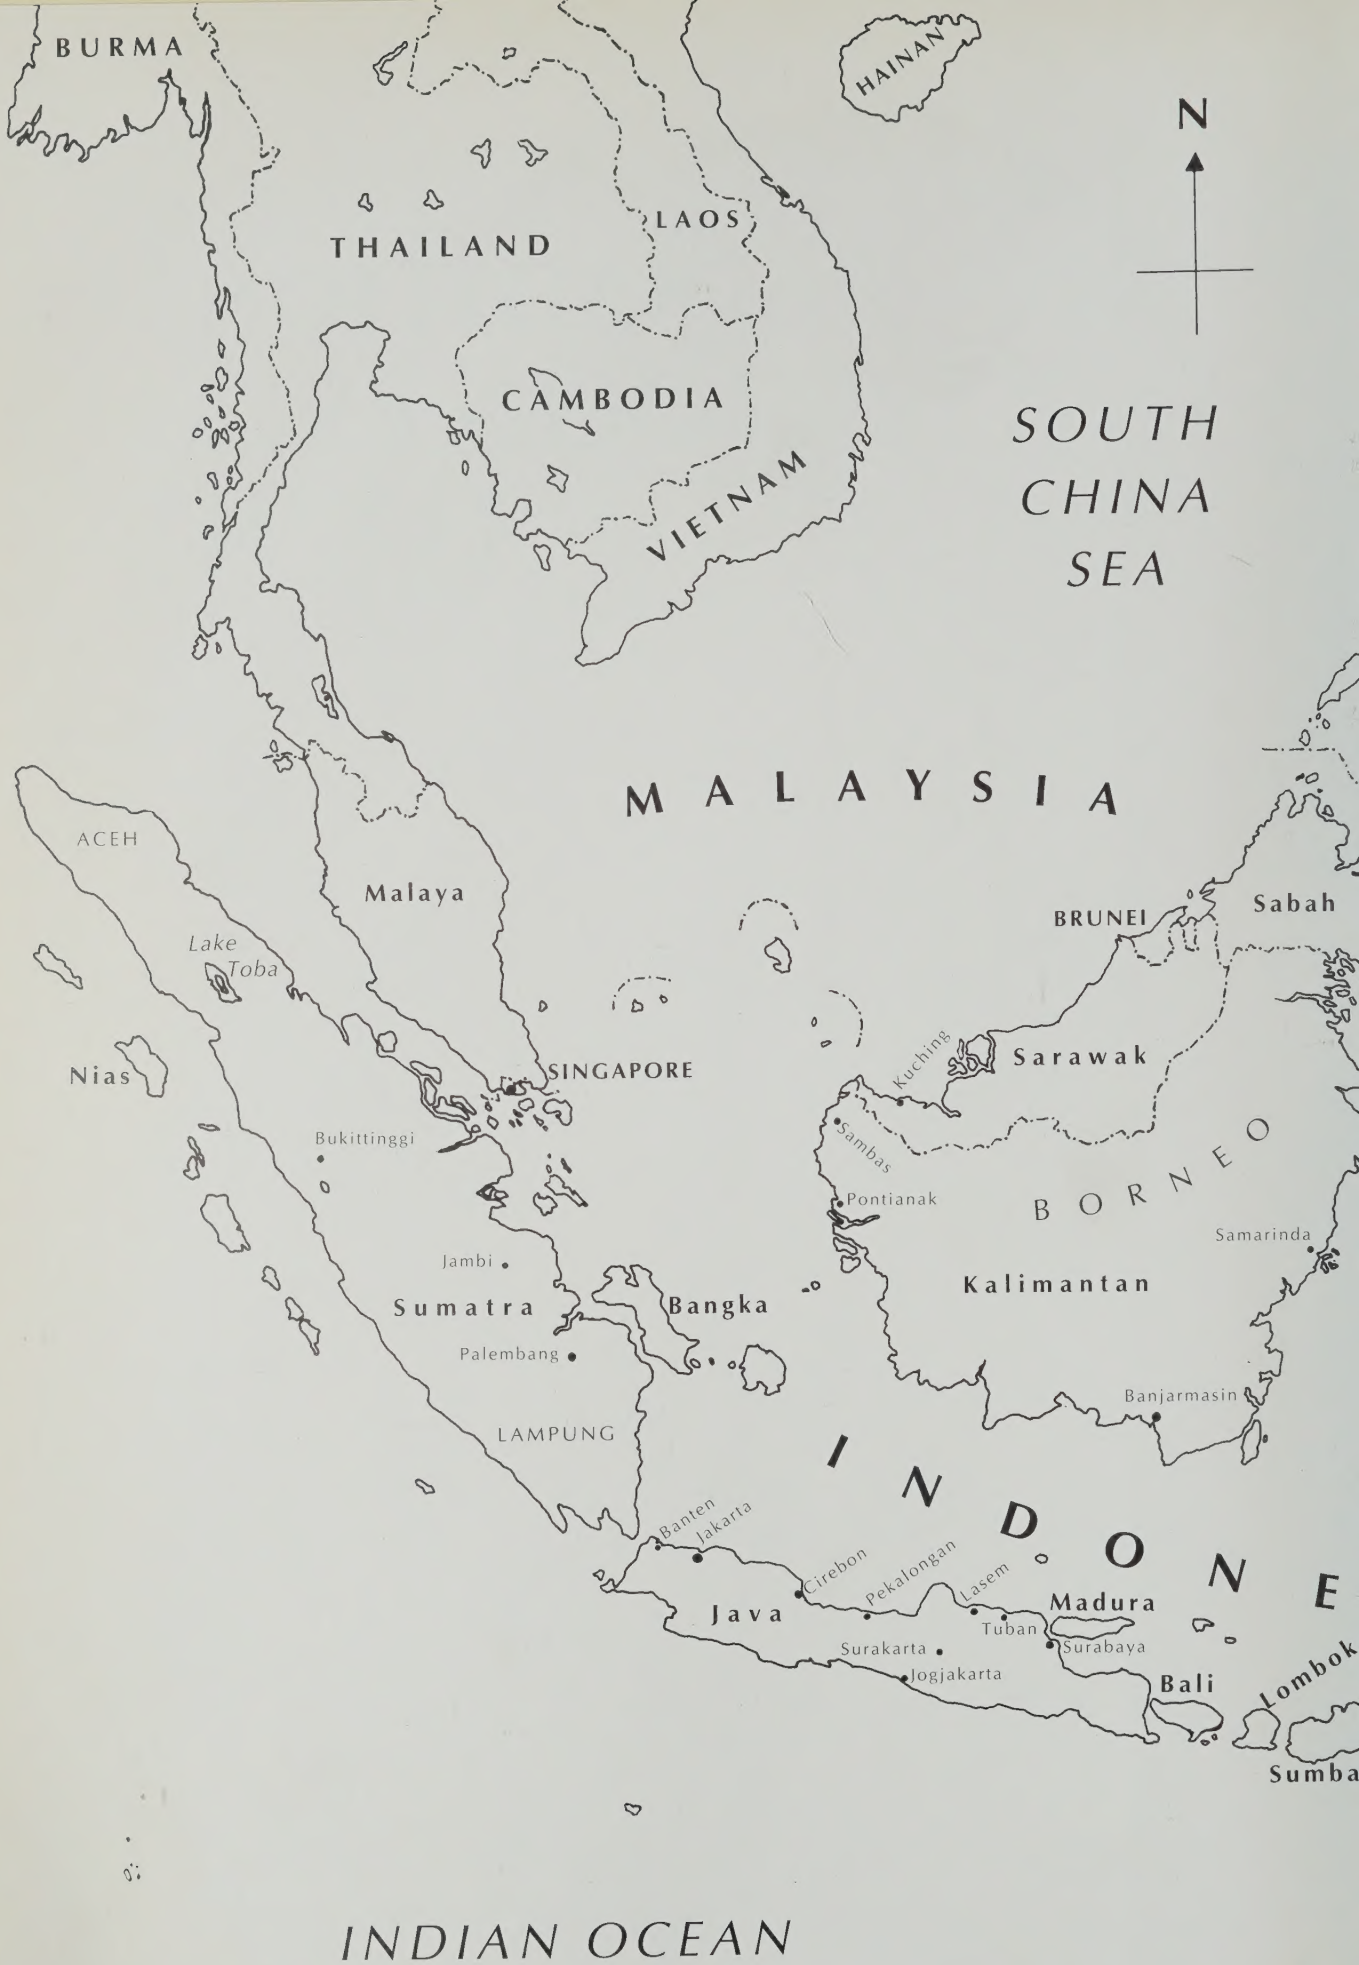 BURMA
HAINAN
N
THAILAND
LAOS
CAMBODIA
VIETNAM
SOUTH
CHINA
SEA
MALAYSIA
ACEH
Malaya
Lake
Toba
BRUNEI
Sabah
Nias
SINGAPORE
Kuching
Sarawak
Bukittinggi
Sambas
BORNEO
Pontianak
Samarinda
Jambi
Kalimantan
Sumatra
Bangka
Palembang
Banjarmasin
LAMPUNG
INDONE
Banten
Jakarta
Cirebon
Pekalongan
Lasem
Madura
Java
Tuban
Surakarta
Surabaya
Jogjakarta
Bali
Lombok
Sumba
INDIAN OCEAN